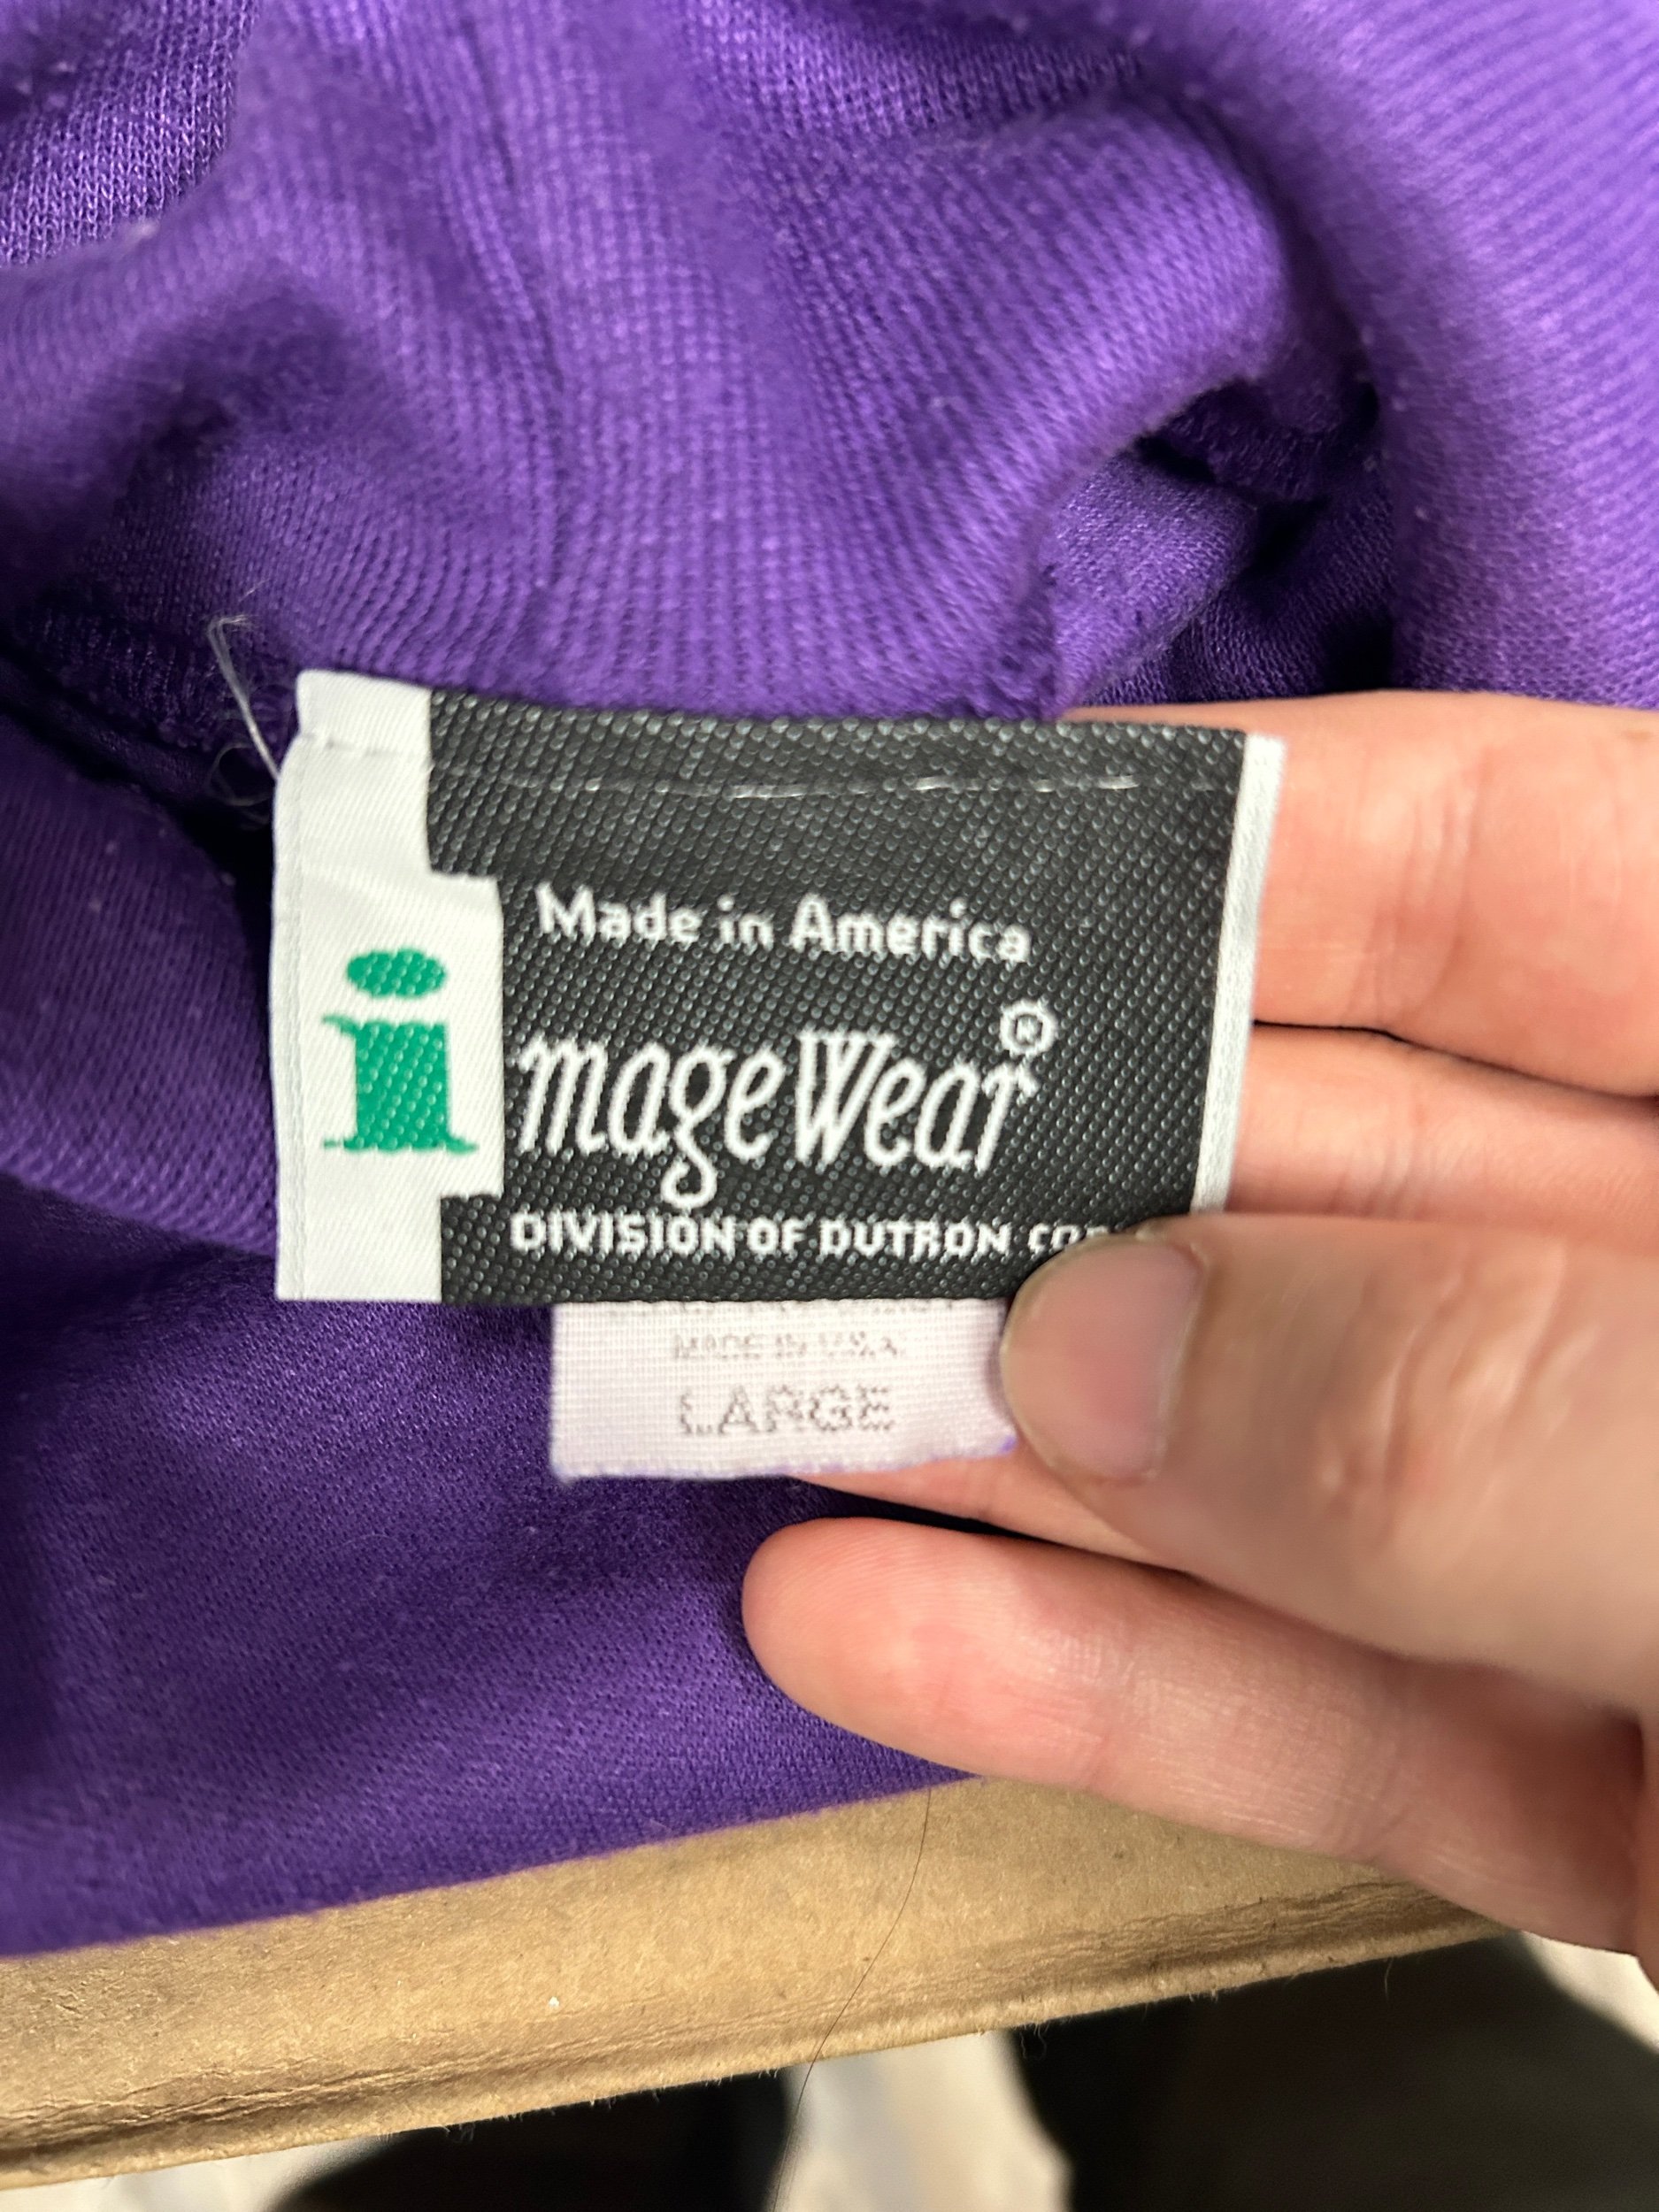 Made in America
imageWear®
DIVISION OF DUTRON
MADE IN U.S.A.
LARGE